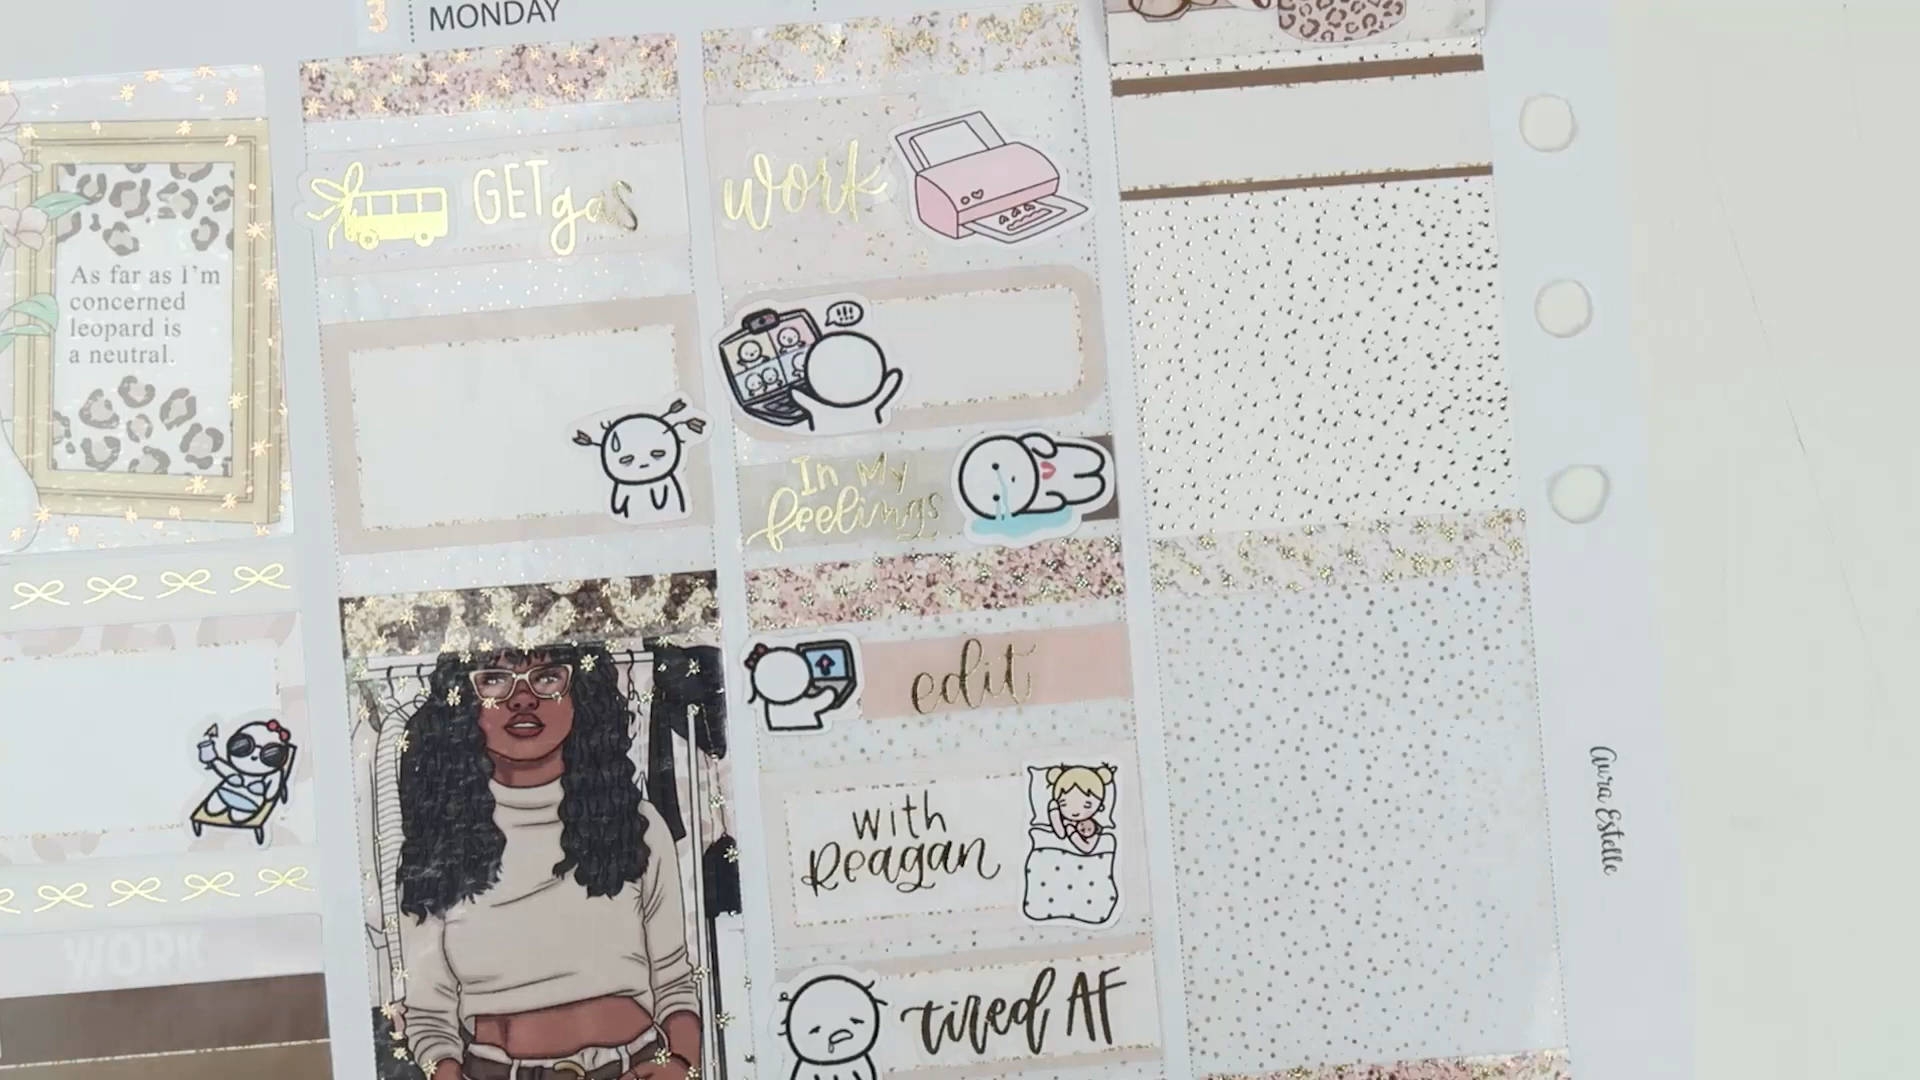 3
MONDAY
As far as I'm
concerned
leopard is
a neutral.
WORK
GET gas
work
!!!
In My
feelings
edit
with
Reagan
tired AF
Aura Estelle